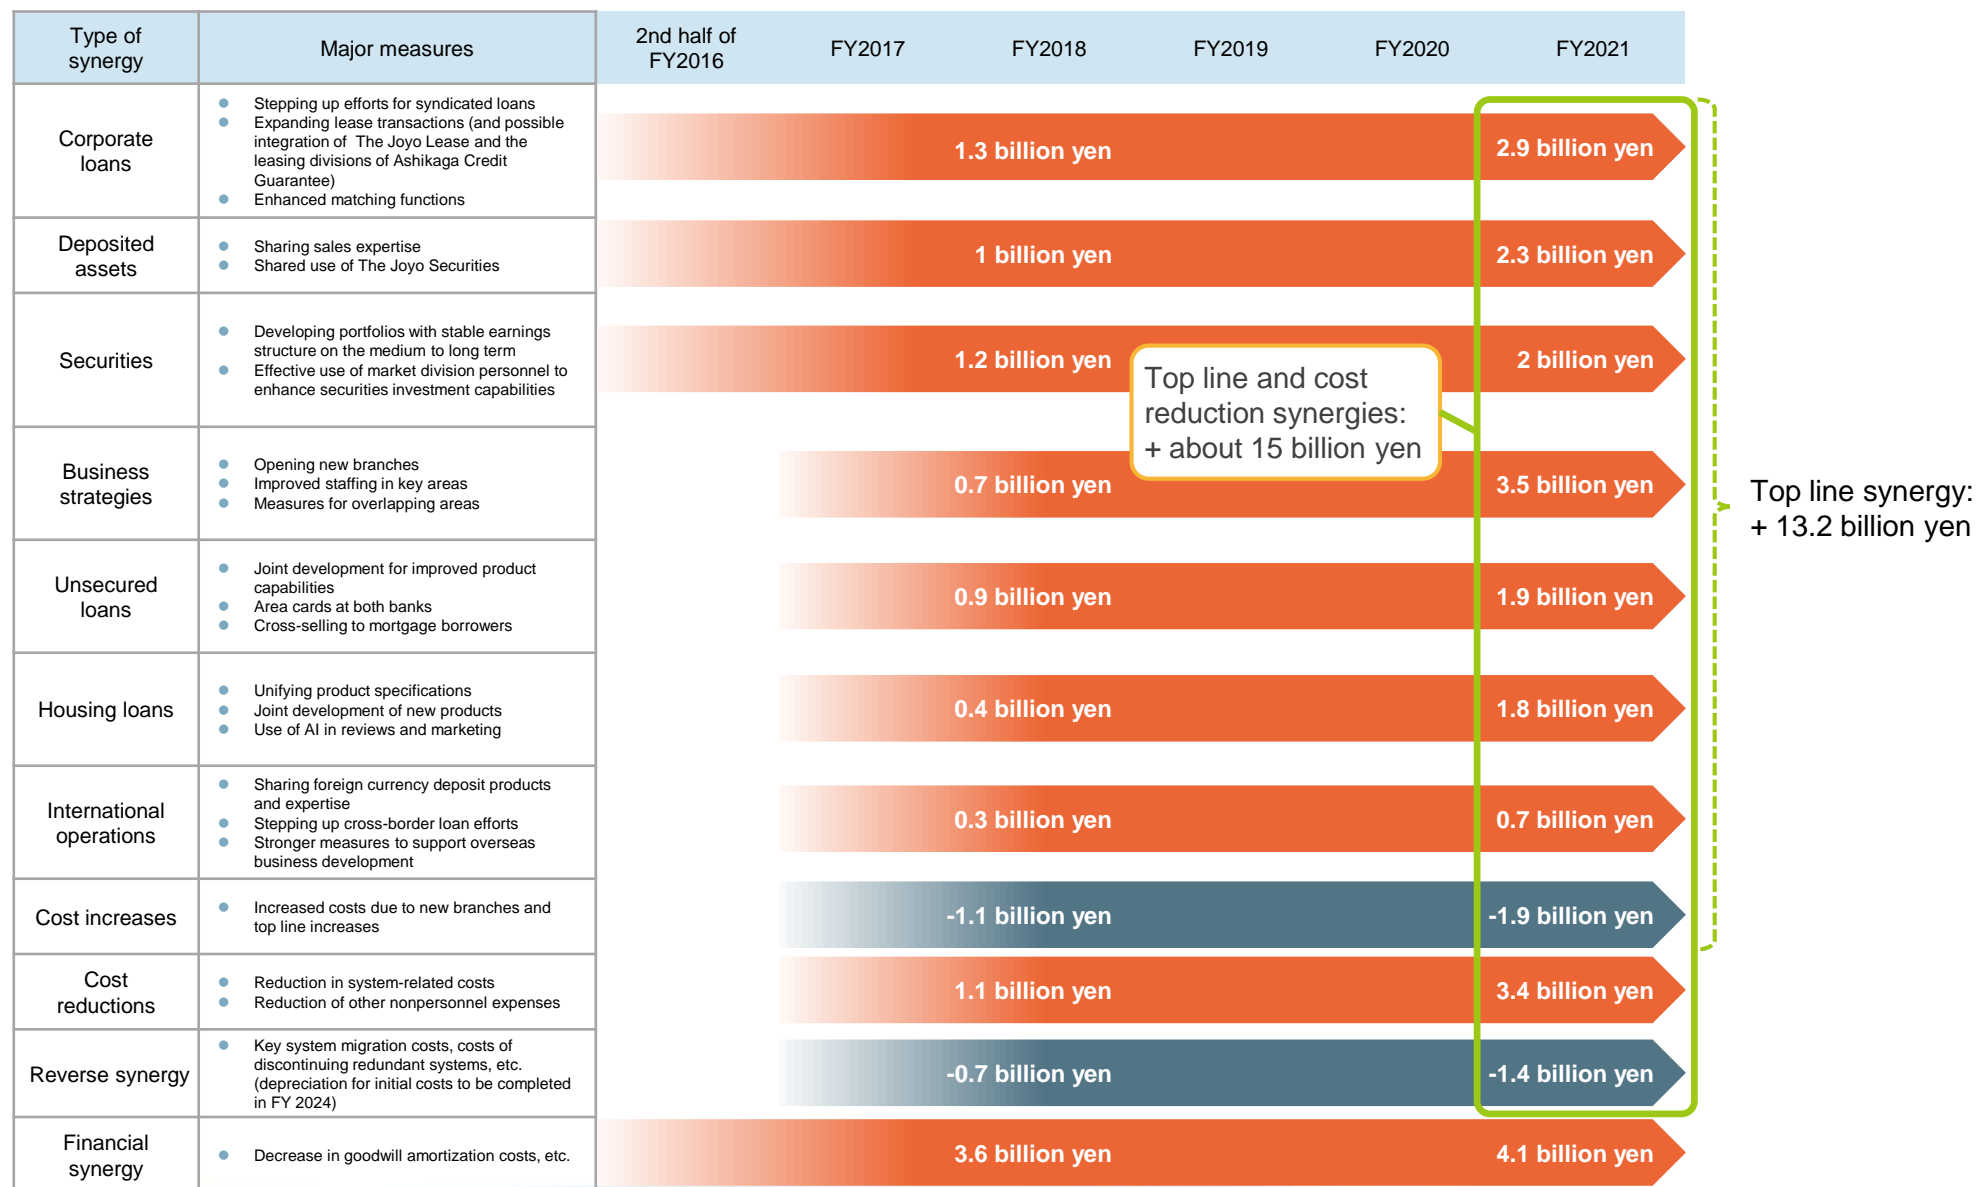 Type of
synergy
Major measures
2nd half of
FY2016
FY2017
FY2018
FY2019
FY2020
FY2021
Corporate
loans
● Stepping up efforts for syndicated loans
● Expanding lease transactions (and possible
integration of The Joyo Lease and the
leasing divisions of Ashikaga Credit
Guarantee)
● Enhanced matching functions
1.3 billion yen
2.9 billion yen
Deposited
assets
● Sharing sales expertise
● Shared use of The Joyo Securities
1 billion yen
2.3 billion yen
Securities
● Developing portfolios with stable earnings
structure on the medium to long term
● Effective use of market division personnel to
enhance securities investment capabilities
1.2 billion yen
2 billion yen
Top line and cost
reduction synergies:
+ about 15 billion yen
Business
strategies
● Opening new branches
● Improved staffing in key areas
● Measures for overlapping areas
0.7 billion yen
3.5 billion yen
Top line synergy:
+ 13.2 billion yen
Unsecured
loans
● Joint development for improved product
capabilities
● Area cards at both banks
● Cross-selling to mortgage borrowers
0.9 billion yen
1.9 billion yen
Housing loans
● Unifying product specifications
● Joint development of new products
● Use of AI in reviews and marketing
0.4 billion yen
1.8 billion yen
International
operations
● Sharing foreign currency deposit products
and expertise
● Stepping up cross-border loan efforts
● Stronger measures to support overseas
business development
0.3 billion yen
0.7 billion yen
Cost increases
● Increased costs due to new branches and
top line increases
-1.1 billion yen
-1.9 billion yen
Cost
reductions
● Reduction in system-related costs
● Reduction of other nonpersonnel expenses
1.1 billion yen
3.4 billion yen
Reverse synergy
● Key system migration costs, costs of
discontinuing redundant systems, etc.
(depreciation for initial costs to be completed
in FY 2024)
-0.7 billion yen
-1.4 billion yen
Financial
synergy
● Decrease in goodwill amortization costs, etc.
3.6 billion yen
4.1 billion yen